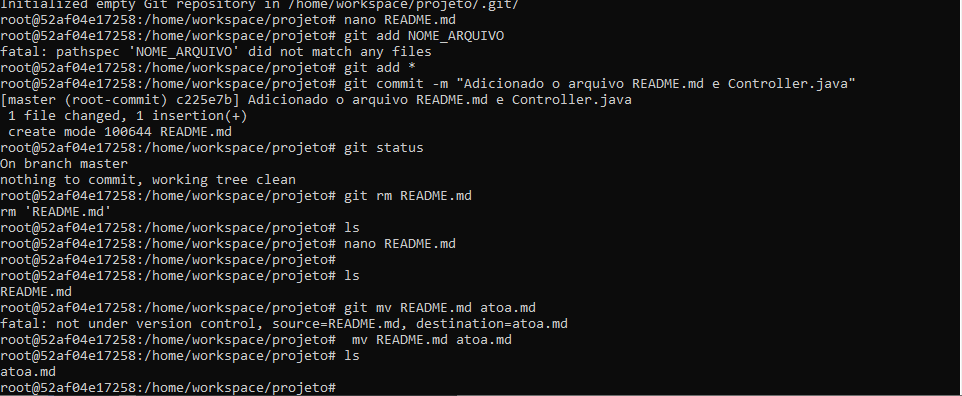 Initialized empty Git repository in /home/workspace/projeto/.git/
root@52af04e17258:/home/workspace/projeto# nano README.md
root@52af04e17258:/home/workspace/projeto# git add NOME_ARQUIVO
fatal: pathspec 'NOME_ARQUIVO' did not match any files
root@52af04e17258:/home/workspace/projeto# git add *
root@52af04e17258:/home/workspace/projeto# git commit -m "Adicionado o arquivo README.md e Controller.java"
[master (root-commit) c225e7b] Adicionado o arquivo README.md e Controller.java
 1 file changed, 1 insertion(+)
 create mode 100644 README.md
root@52af04e17258:/home/workspace/projeto# git status
On branch master
nothing to commit, working tree clean
root@52af04e17258:/home/workspace/projeto# git rm README.md
rm 'README.md'
root@52af04e17258:/home/workspace/projeto# ls
root@52af04e17258:/home/workspace/projeto# nano README.md
root@52af04e17258:/home/workspace/projeto#
root@52af04e17258:/home/workspace/projeto# ls
README.md
root@52af04e17258:/home/workspace/projeto# git mv README.md atoa.md
fatal: not under version control, source=README.md, destination=atoa.md
root@52af04e17258:/home/workspace/projeto#  mv README.md atoa.md
root@52af04e17258:/home/workspace/projeto# ls
atoa.md
root@52af04e17258:/home/workspace/projeto#